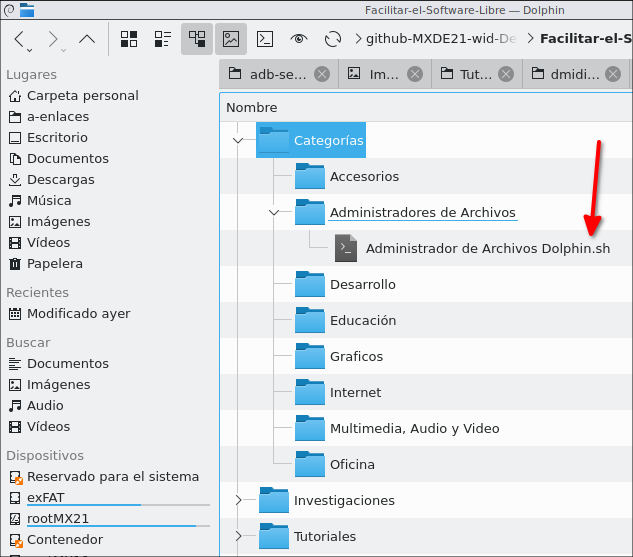 Facilitar-el-Software-Libre — Dolphin
github-MXDE21-wid-De
Facilitar-el-S
Lugares
Carpeta personal
a-enlaces
Escritorio
Documentos
Descargas
Música
Imágenes
Vídeos
Papelera
Recientes
Modificado ayer
Buscar
Documentos
Imágenes
Audio
Vídeos
Dispositivos
Reservado para el sistema
exFAT
rootMX21
Contenedor
adb-se... Im... Tut... dmidi...
Nombre
Categorías
Accesorios
Administradores de Archivos
Administrador de Archivos Dolphin.sh
Desarrollo
Educación
Graficos
Internet
Multimedia, Audio y Video
Oficina
Investigaciones
Tutoriales